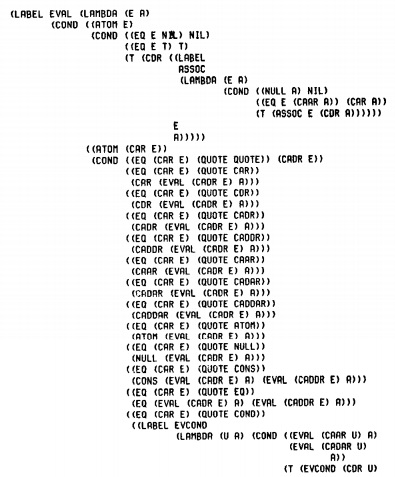 (LABEL EVAL (LAMBDA (E A)
(COND ((ATOM E)
(COND ((EQ E NIL) NIL)
((EQ E T) T)
(T (CDR ((LABEL
ASSOC
(LAMBDA (E A)
(COND ((NULL A) NIL)
((EQ E (CAAR A)) (CAR A))
(T (ASSOC E (CDR A))))))
E
A)))))
((ATOM (CAR E))
(COND ((EQ (CAR E) (QUOTE QUOTE)) (CADR E))
((EQ (CAR E) (QUOTE CAR))
(CAR (EVAL (CADR E) A)))
((EQ (CAR E) (QUOTE CDR))
(CDR (EVAL (CADR E) A)))
((EQ (CAR E) (QUOTE CADR))
(CADR (EVAL (CADR E) A)))
((EQ (CAR E) (QUOTE CADDR))
(CADDR (EVAL (CADR E) A)))
((EQ (CAR E) (QUOTE CAAR))
(CAAR (EVAL (CADR E) A)))
((EQ (CAR E) (QUOTE CADAR))
(CADAR (EVAL (CADR E) A)))
((EQ (CAR E) (QUOTE CADDAR))
(CADDAR (EVAL (CADR E) A)))
((EQ (CAR E) (QUOTE ATOM))
(ATOM (EVAL (CADR E) A)))
((EQ (CAR E) (QUOTE NULL))
(NULL (EVAL (CADR E) A)))
((EQ (CAR E) (QUOTE CONS))
(CONS (EVAL (CADR E) A) (EVAL (CADDR E) A)))
((EQ (CAR E) (QUOTE EQ))
(EQ (EVAL (CADR E) A) (EVAL (CADDR E) A)))
((EQ (CAR E) (QUOTE COND))
((LABEL EVCOND
(LAMBDA (U A) (COND ((EVAL (CAAR U) A)
(EVAL (CADAR U)
A))
(T (EVCOND (CDR U)